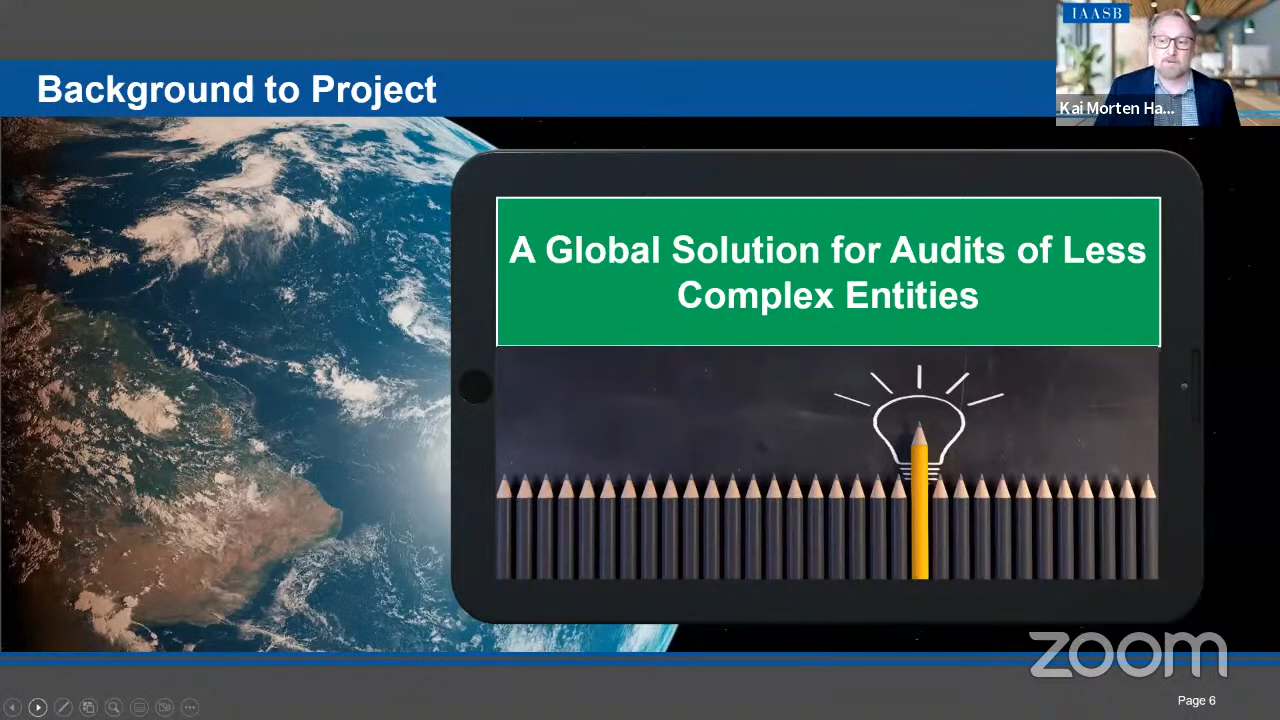 IAASB
Background to Project
Kai Morten Ha...
A Global Solution for Audits of Less
Complex Entities
zoom
Page 6